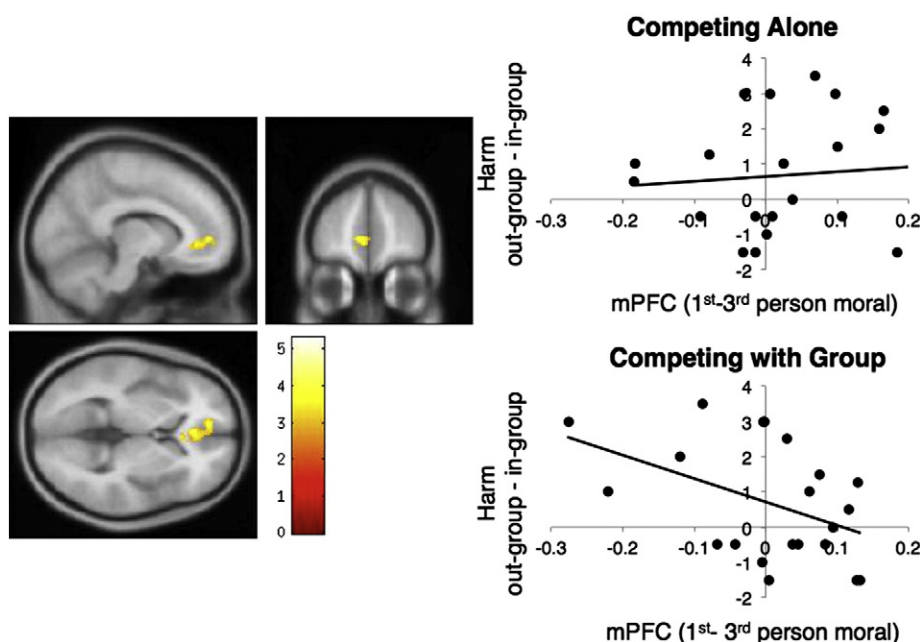 5
4
3
2
1
0
Competing Alone
Harm
out-group - in-group
4
3
2
1
0
-1
-2
-0.3 -0.2 -0.1 0 0.1 0.2
mPFC (1st-3rd person moral)
Competing with Group
Harm
out-group - in-group
4
3
2
1
0
-1
-2
-0.3 -0.2 -0.1 0 0.1 0.2
mPFC (1st- 3rd person moral)